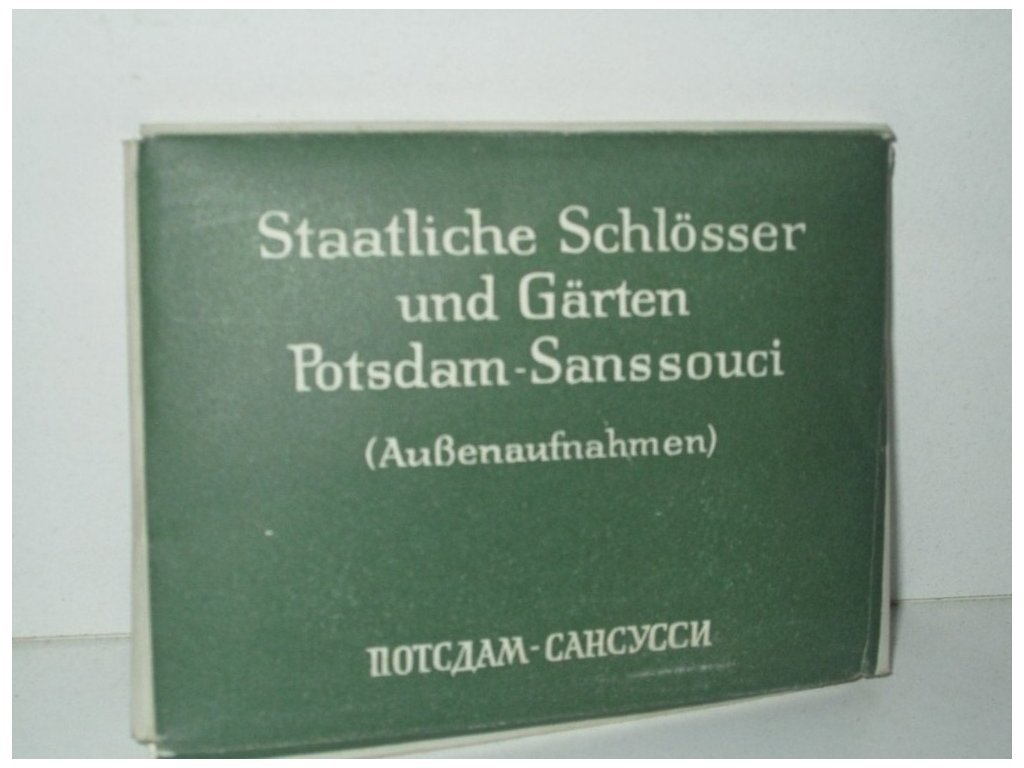 Staatliche Schlösser
und Gärten
Potsdam-Sanssouci
(Außenaufnahmen)
ПОТСДАМ-САНСУССИ